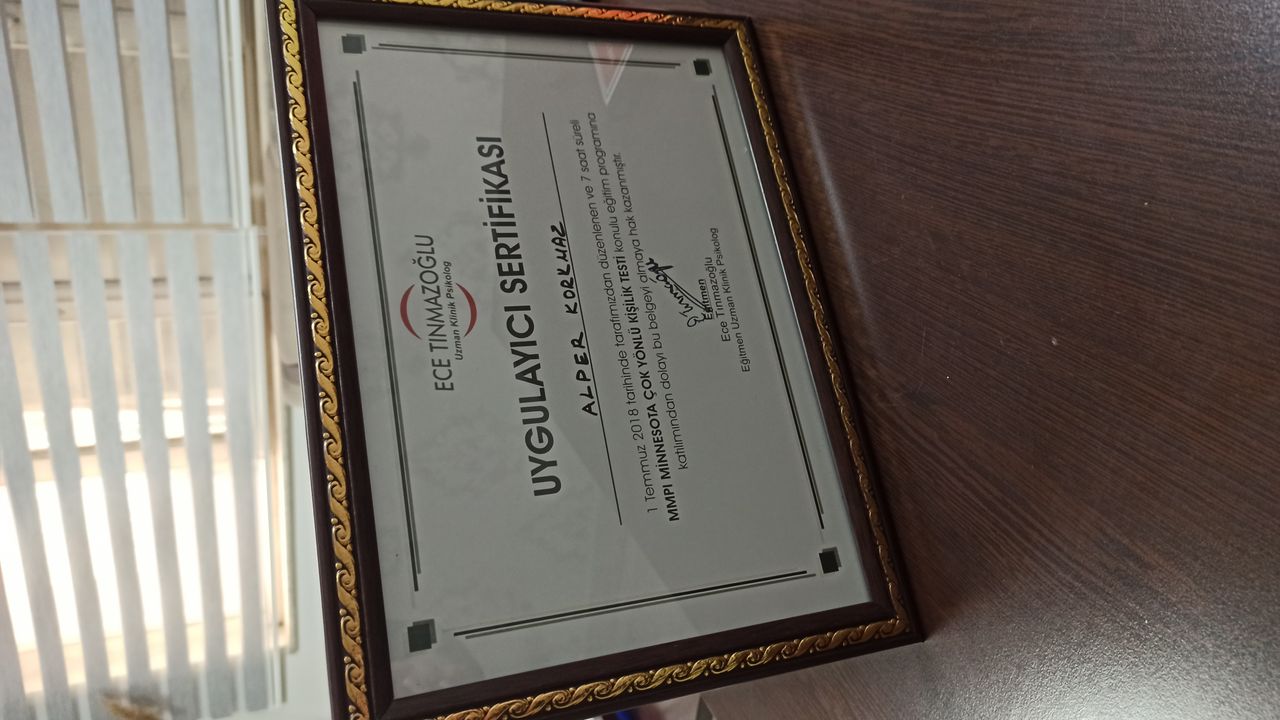 ECE TINMAZOĞLU
Uzman Klinik Psikolog
UYGULAYICI SERTİFİKASI
ALPER KORKMAZ
1 Temmuz 2018 tarihinde tarafımızdan düzenlenen ve 7 saat süreli
MMPI MİNNESOTA ÇOK YÖNLÜ KİŞİLİK TESTİ konulu eğitim programına
katılımından dolayı bu belgeyi almaya hak kazanmıştır.
Eğitmen
Ece Tınmazoğlu
Eğitmen Uzman Klinik Psikolog